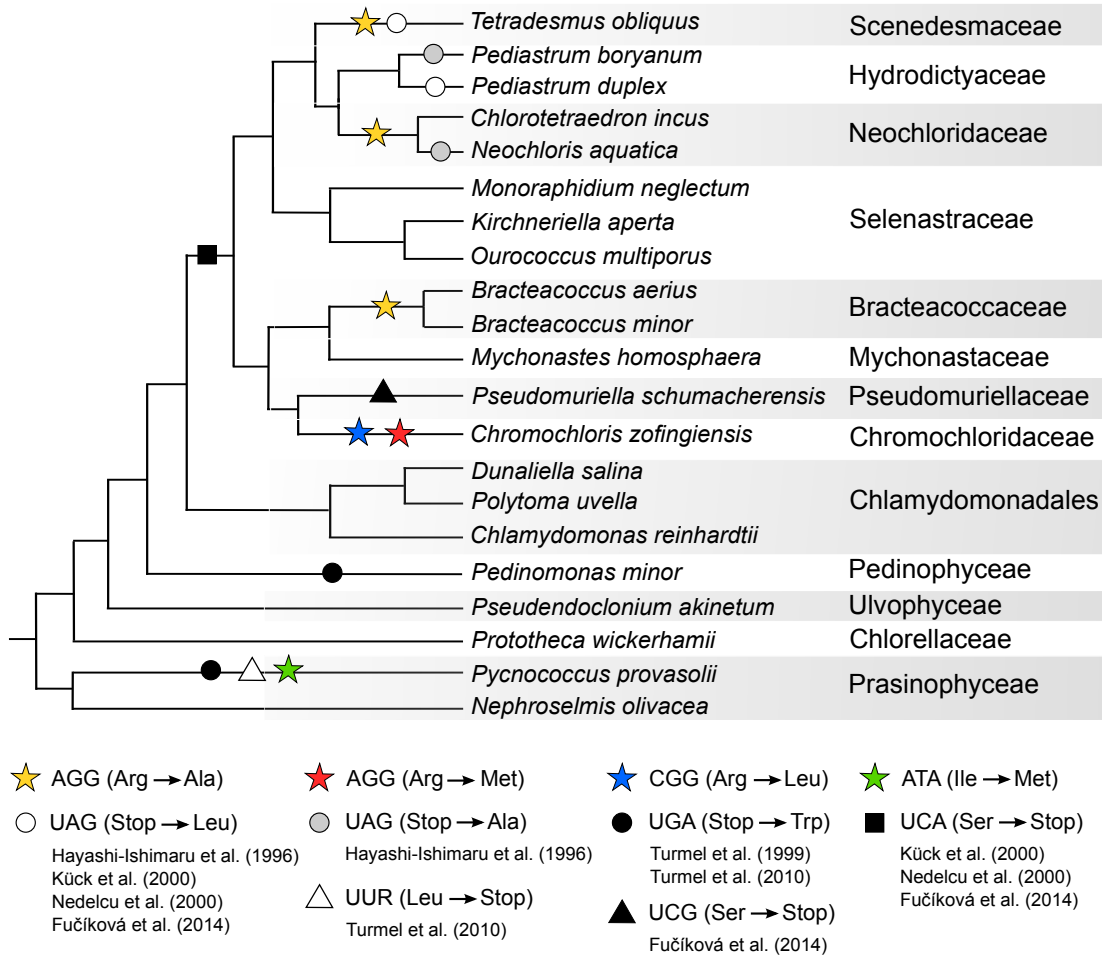 Tetradesmus obliquus Scenedesmaceae
Pediastrum boryanum
Hydrodictyaceae
Pediastrum duplex
Chlorotetraedron incus
Neochloridaceae
Neochloris aquatica
Monoraphidium neglectum
Kirchneriella aperta Selenastraceae
Ourococcus multiporus
Bracteacoccus aerius
Bracteacoccaceae
Bracteacoccus minor
Mychonastes homosphaera Mychonastaceae
Pseudomuriella schumacherensis Pseudomuriellaceae
Chromochloris zofingiensis Chromochloridaceae
Dunaliella salina
Polytoma uvella Chlamydomonadales
Chlamydomonas reinhardtii
Pedinomonas minor Pedinophyceae
Pseudendoclonium akinetum Ulvophyceae
Prototheca wickerhamii Chlorellaceae
Pycnococcus provasolii
Prasinophyceae
Nephroselmis olivacea
AGG (Arg → Ala) AGG (Arg → Met) CGG (Arg → Leu) ATA (Ile → Met)
UAG (Stop → Leu) UAG (Stop → Ala) UGA (Stop → Trp) UCA (Ser → Stop)
Hayashi-Ishimaru et al. (1996) Hayashi-Ishimaru et al. (1996) Turmel et al. (1999) Kück et al. (2000)
Kück et al. (2000) Turmel et al. (2010) Nedelcu et al. (2000)
Nedelcu et al. (2000) UUR (Leu → Stop) UCG (Ser → Stop) Fučíková et al. (2014)
Fučíková et al. (2014) Turmel et al. (2010) Fučíková et al. (2014)